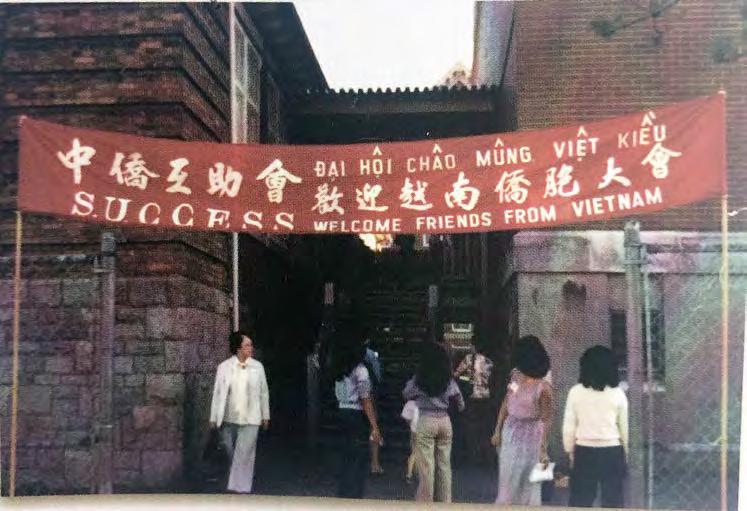 中僑互助會
SUCCESS
ĐẠI HỘI CHÀO MỪNG VIỆT KIỀU
歡迎越南僑胞大會
WELCOME FRIENDS FROM VIETNAM